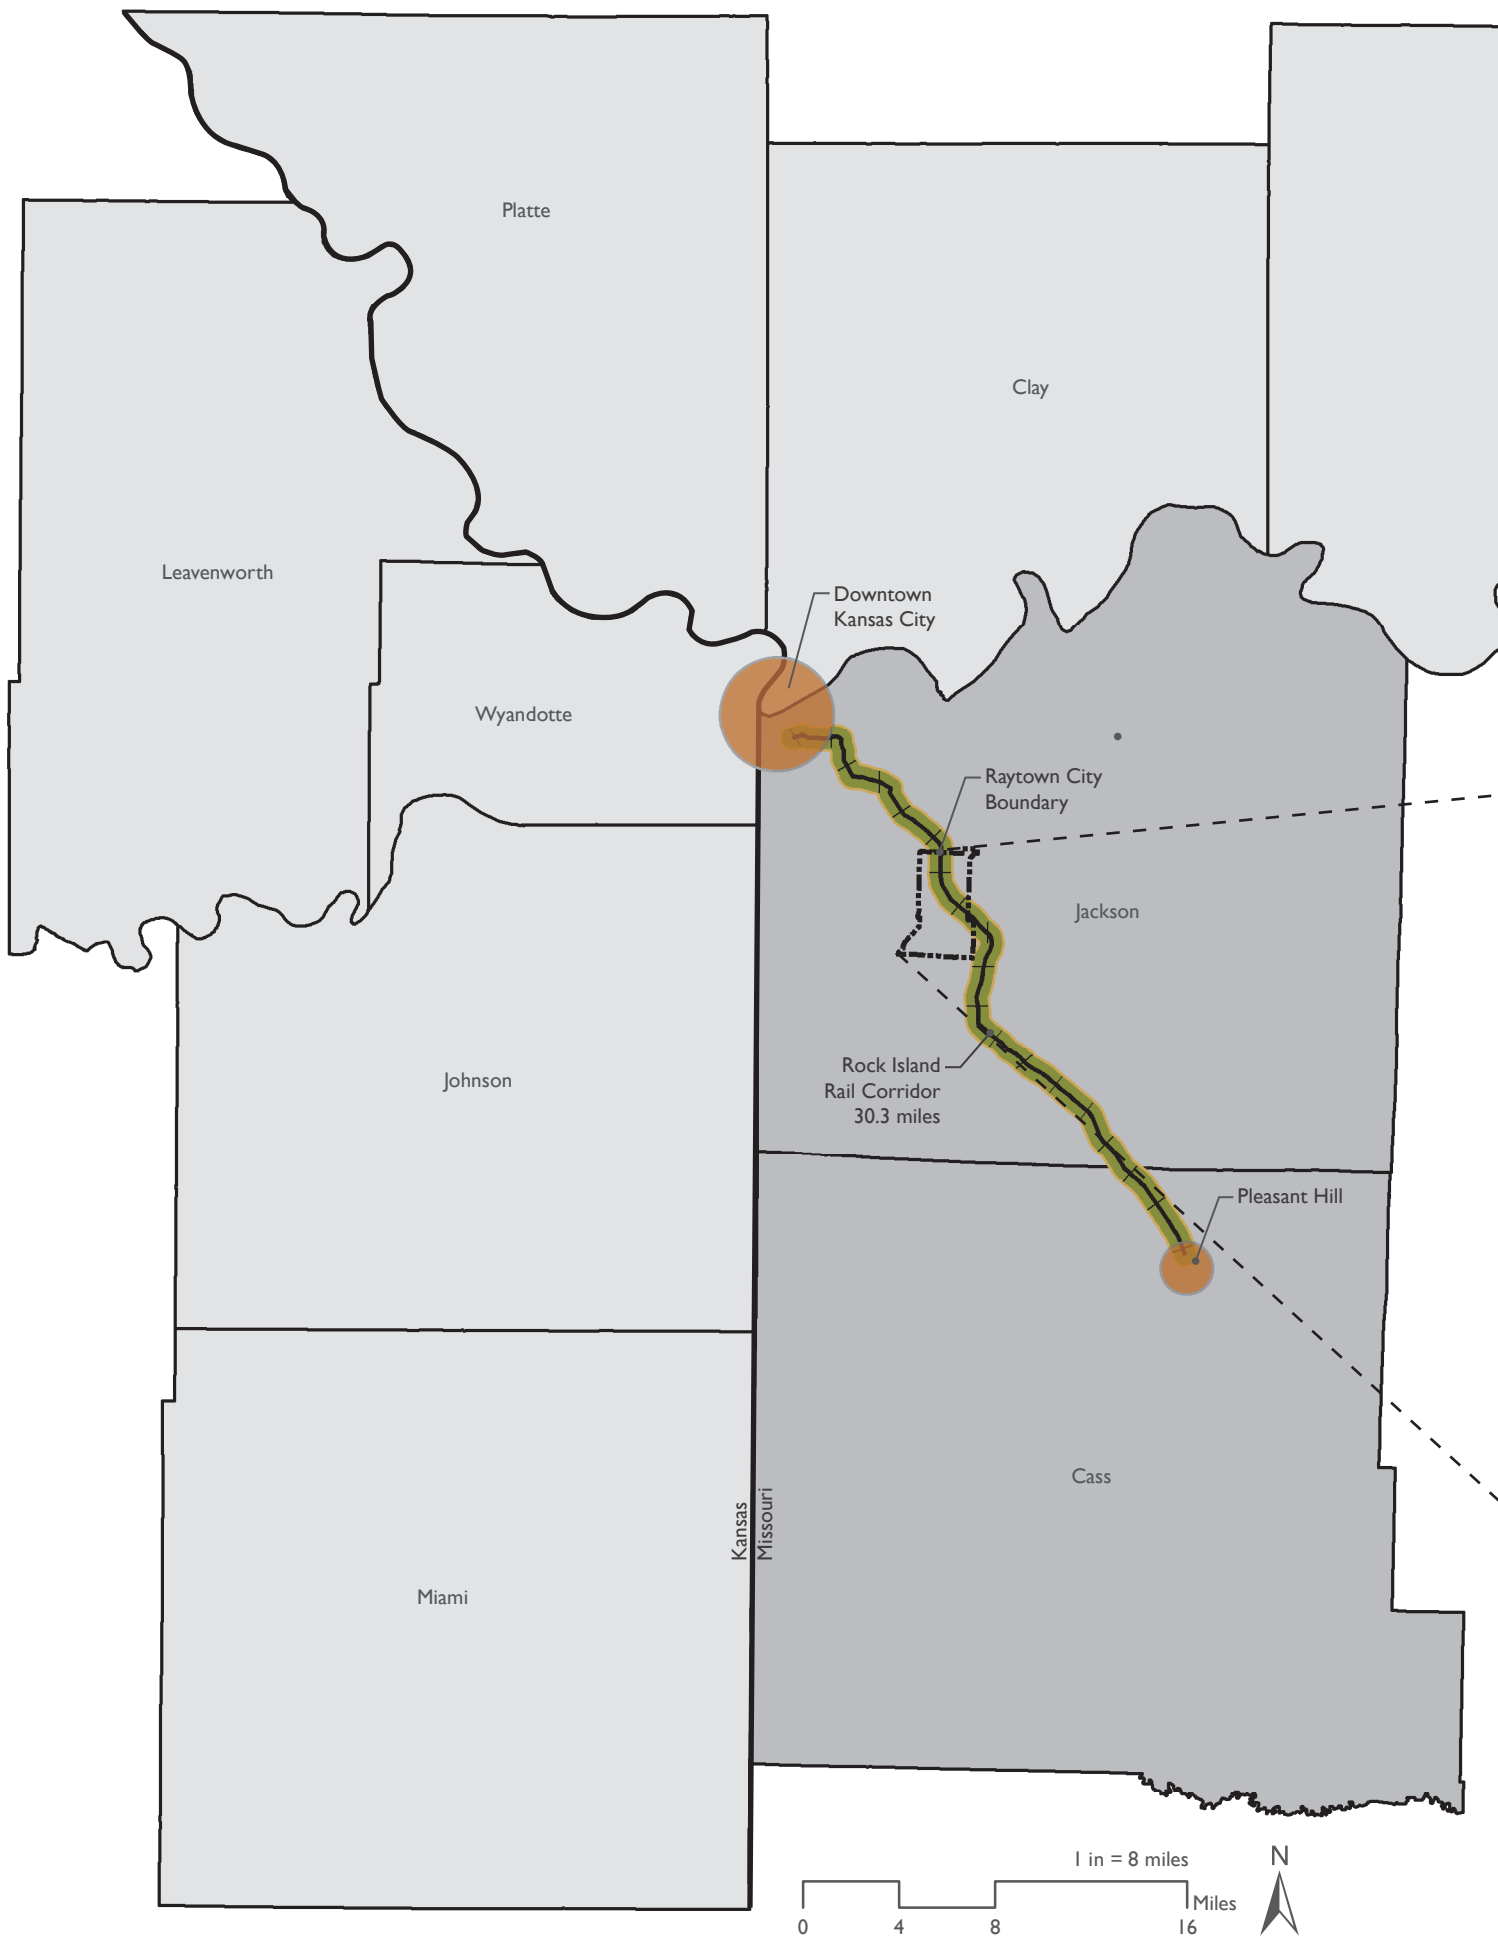 Platte
Clay
Leavenworth
Downtown
Kansas City
Wyandotte
Raytown City
Boundary
Jackson
Rock Island
Rail Corridor
30.3 miles
Johnson
Pleasant Hill
Cass
Kansas
Missouri
Miami
1 in = 8 miles
N
Miles
0 4 8 16